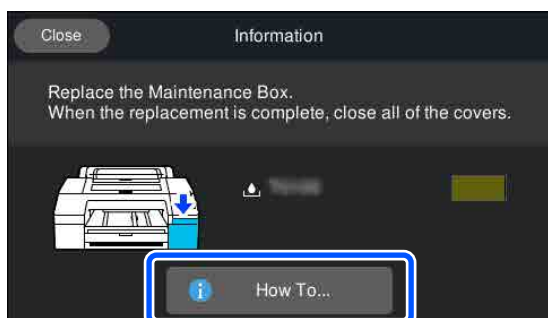 Close
Information
Replace the Maintenance Box.
When the replacement is complete, close all of the covers.
How To...